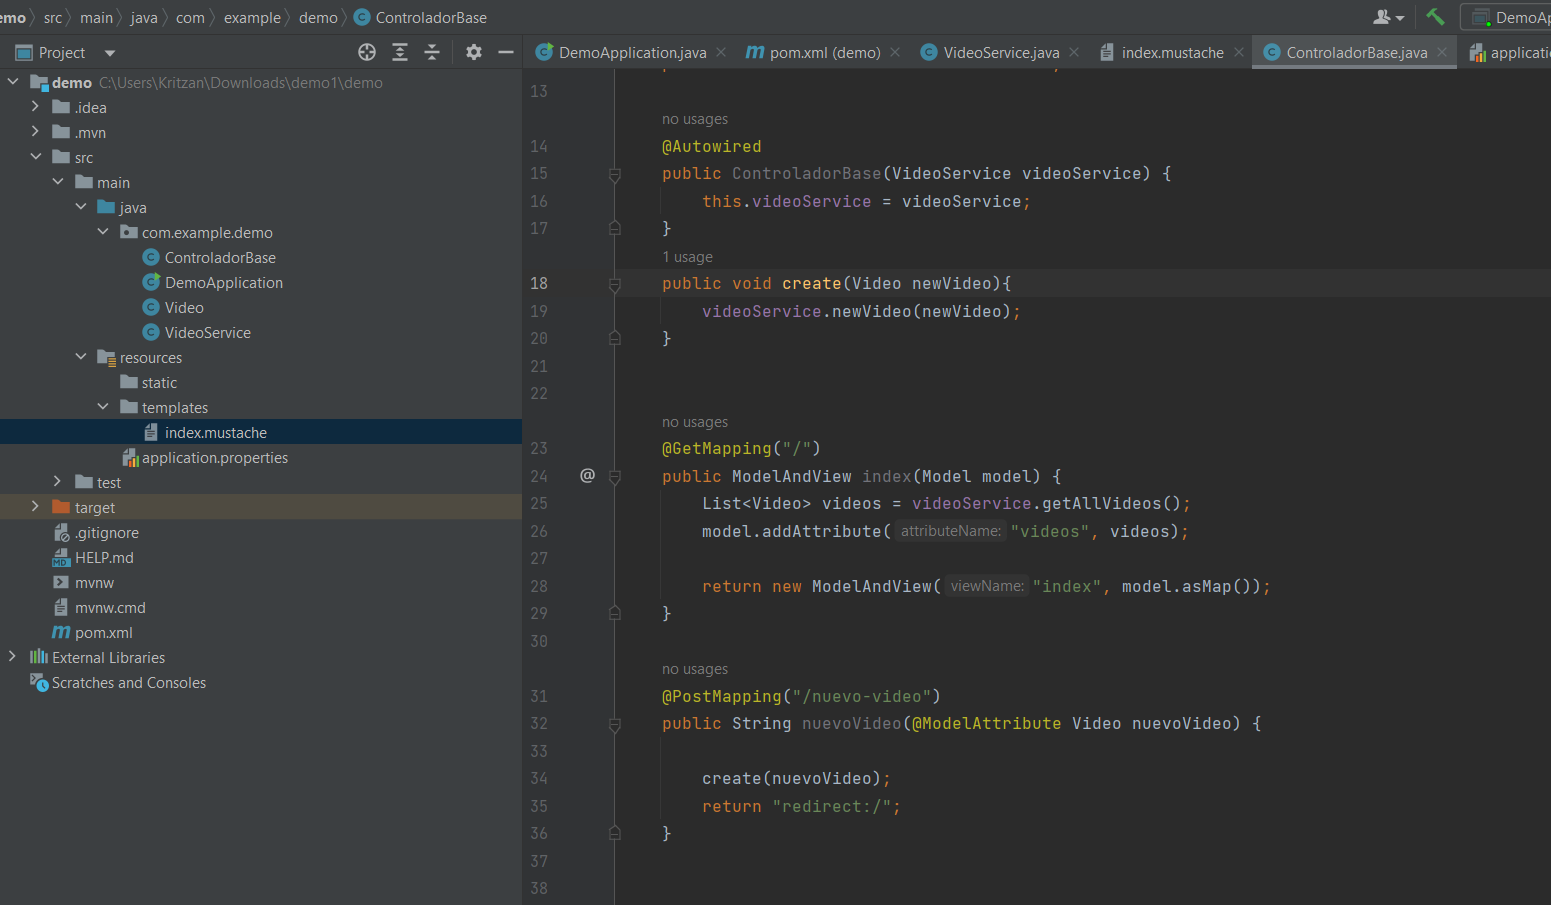 emo src main java com example demo ControladorBase DemoAp
Project
DemoApplication.java pom.xml (demo) VideoService.java index.mustache ControladorBase.java applicati
demo C:\Users\Kritzan\Downloads\demo1\demo
.idea
.mvn
src
main
java
com.example.demo
ControladorBase
DemoApplication
Video
VideoService
resources
static
templates
index.mustache
application.properties
test
target
.gitignore
HELP.md
mvnw
mvnw.cmd
pom.xml
External Libraries
Scratches and Consoles
13
no usages
14 @Autowired
15 public ControladorBase(VideoService videoService) {
16 this.videoService = videoService;
17 }
1 usage
18 public void create(Video newVideo){
19 videoService.newVideo(newVideo);
20 }
21
22
no usages
23 @GetMapping("/")
24 public ModelAndView index(Model model) {
25 List<Video> videos = videoService.getAllVideos();
26 model.addAttribute( attributeName: "videos", videos);
27
28 return new ModelAndView( viewName: "index", model.asMap());
29 }
30
no usages
31 @PostMapping("/nuevo-video")
32 public String nuevoVideo(@ModelAttribute Video nuevoVideo) {
33
34 create(nuevoVideo);
35 return "redirect:/";
36 }
37
38